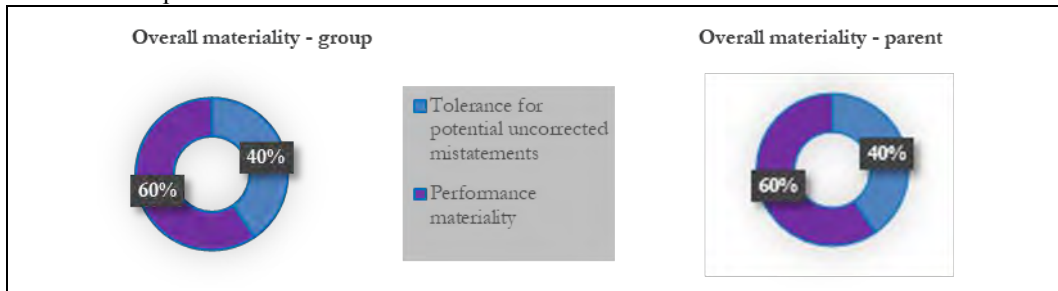 Overall materiality - group
40%
60%
Tolerance for
potential uncorrected
mistatements
Performance
materiality
Overall materiality - parent
40%
60%